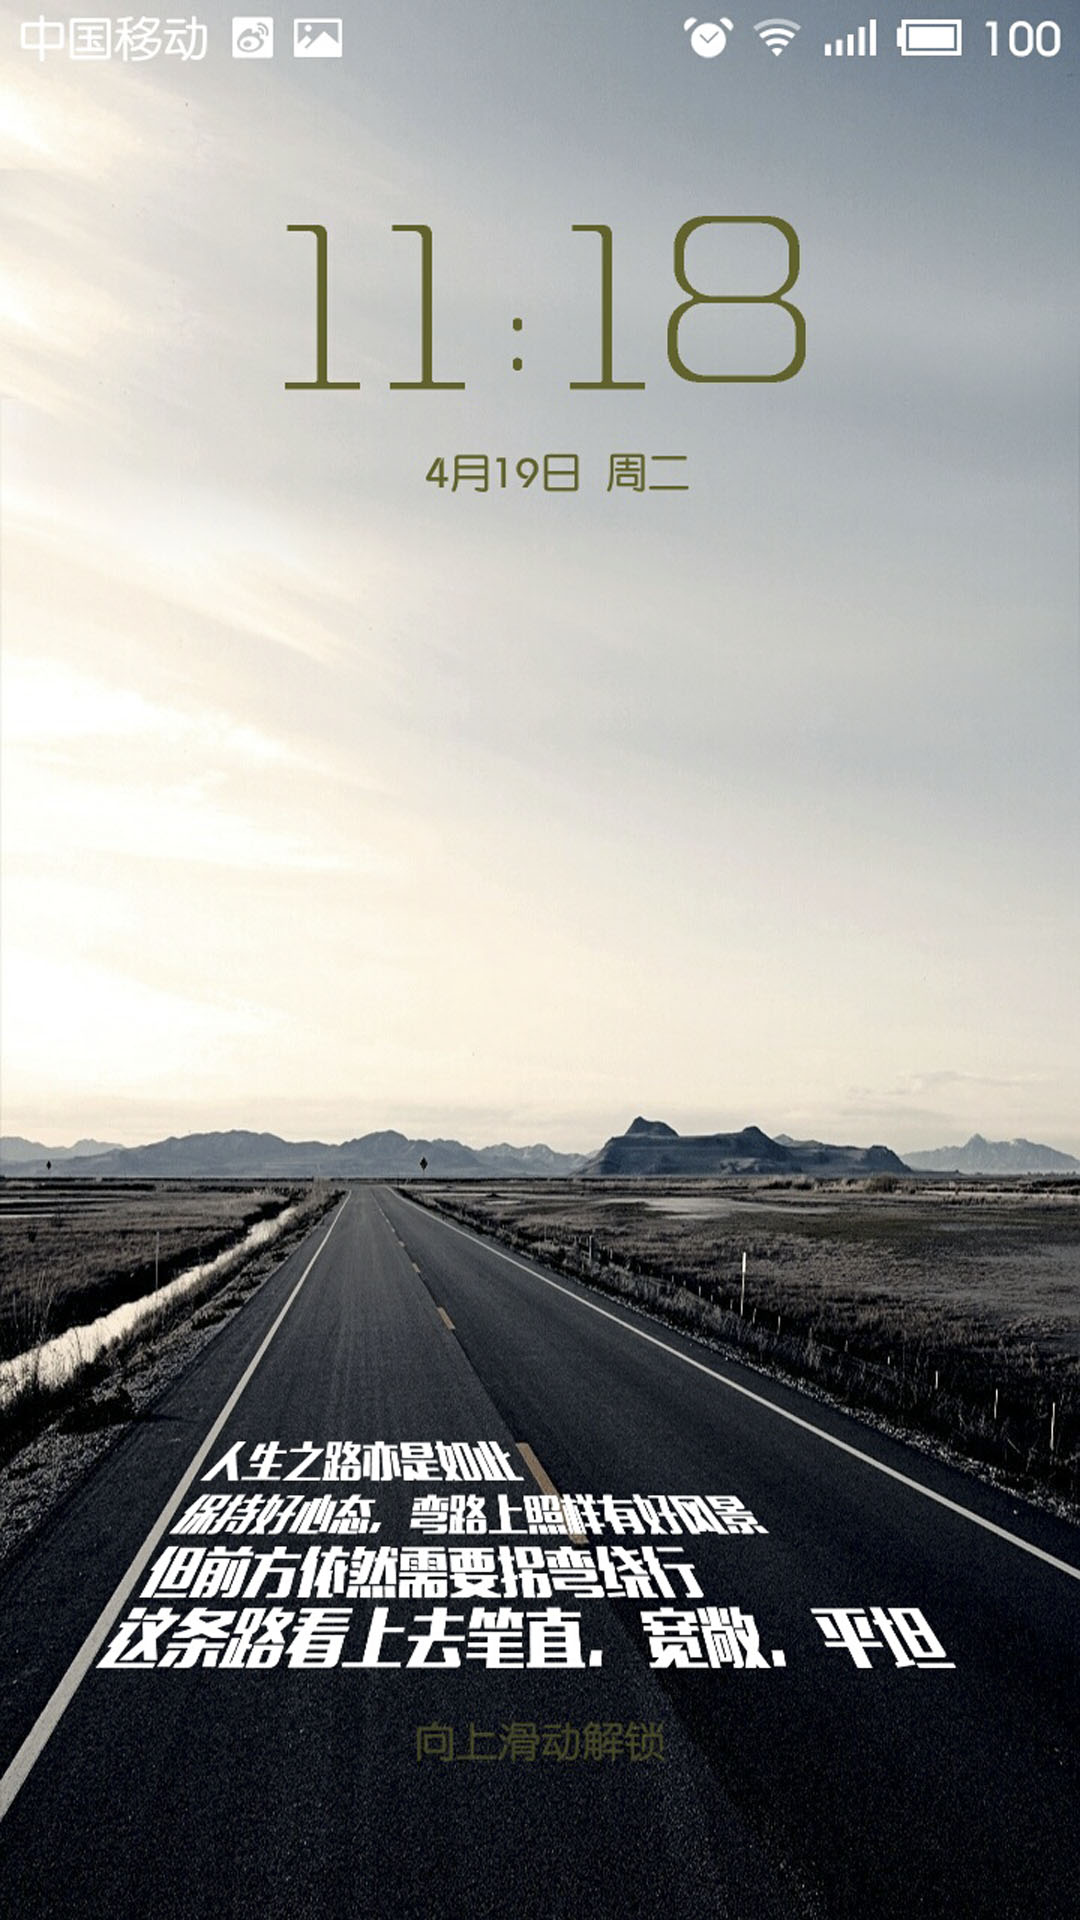 中国移动 100
11:18
4月19日 周二
人生之路亦是如此
保持好心态，弯路上照样有好风景
但前方依然需要拐弯绕行
这条路看上去笔直，宽敞，平坦
向上滑动解锁